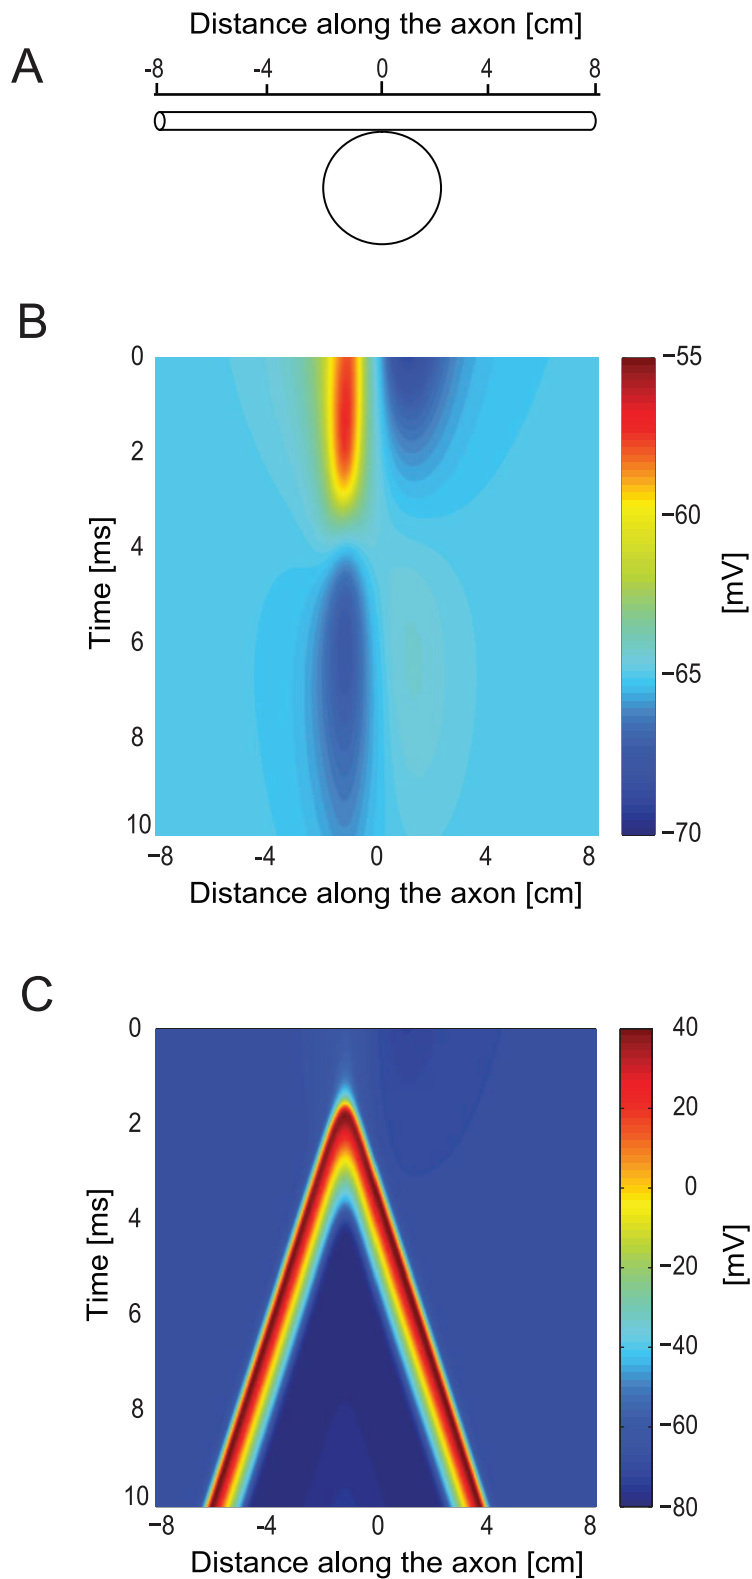 Distance along the axon [cm]
A
-8 -4 0 4 8
B
0
2
4
6
8
10
Time [ms]
−8 -4 0 4 8
Distance along the axon [cm]
−55
−60
−65
−70
[mV]
C
0
2
4
6
8
10
Time [ms]
−8 -4 0 4 8
Distance along the axon [cm]
40
20
0
−20
−40
−60
−80
[mV]